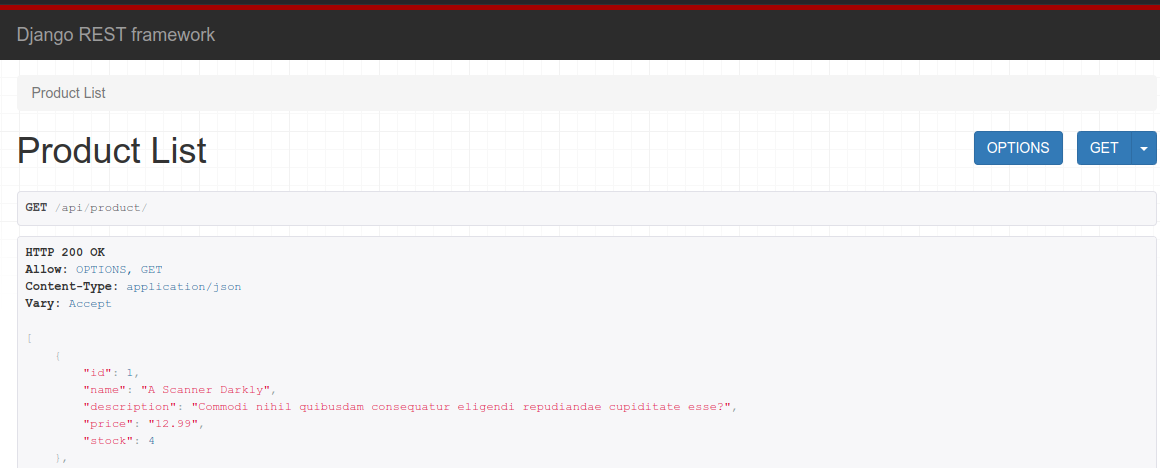 Django REST framework
Product List
Product List
OPTIONS GET
GET /api/product/
HTTP 200 OK
Allow: OPTIONS, GET
Content-Type: application/json
Vary: Accept
[
    {
        "id": 1,
        "name": "A Scanner Darkly",
        "description": "Commodi nihil quibusdam consequatur eligendi repudiandae cupiditate esse?",
        "price": "12.99",
        "stock": 4
    },